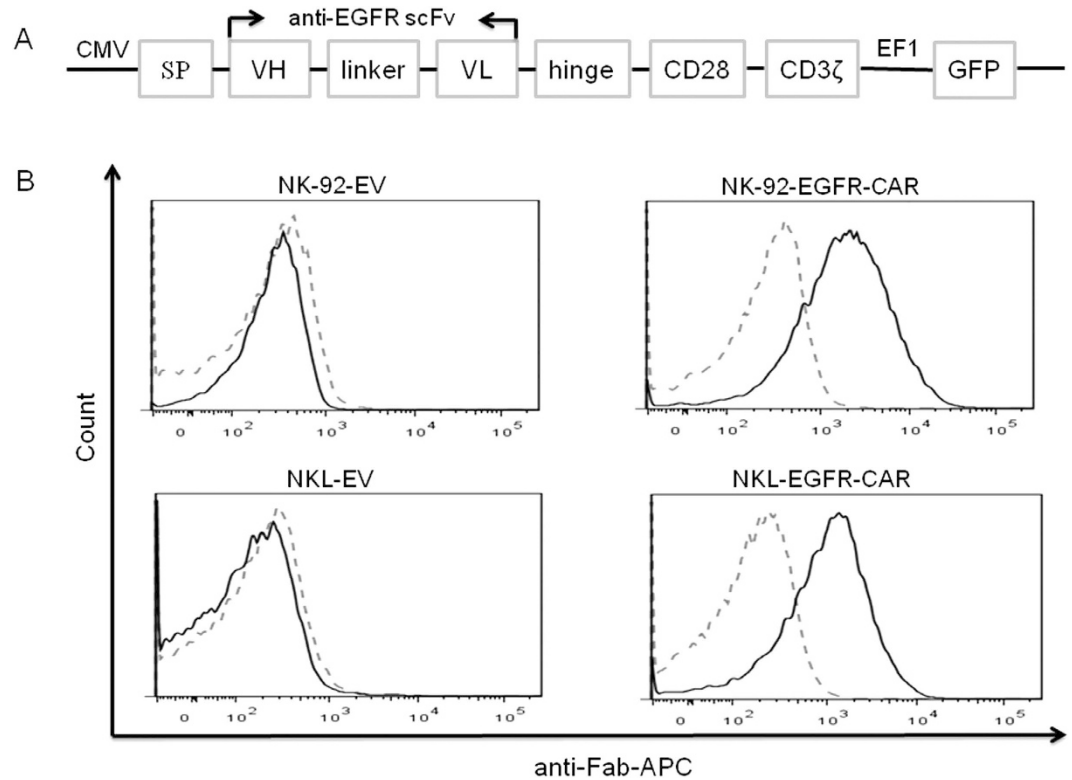 A
anti-EGFR scFv
CMV SP VH linker VL hinge CD28 CD3ζ EF1 GFP
B
NK-92-EV NK-92-EGFR-CAR
0 10² 10³ 10⁴ 10⁵ 0 10² 10³ 10⁴ 10⁵
Count
NKL-EV NKL-EGFR-CAR
0 10² 10³ 10⁴ 10⁵ 0 10² 10³ 10⁴ 10⁵
anti-Fab-APC